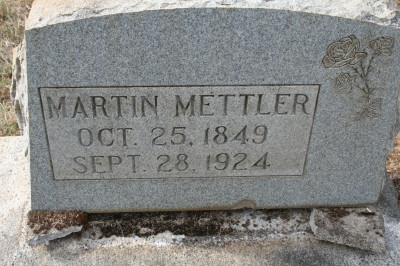 MARTIN METTLER
OCT. 25, 1849
SEPT. 28, 1924